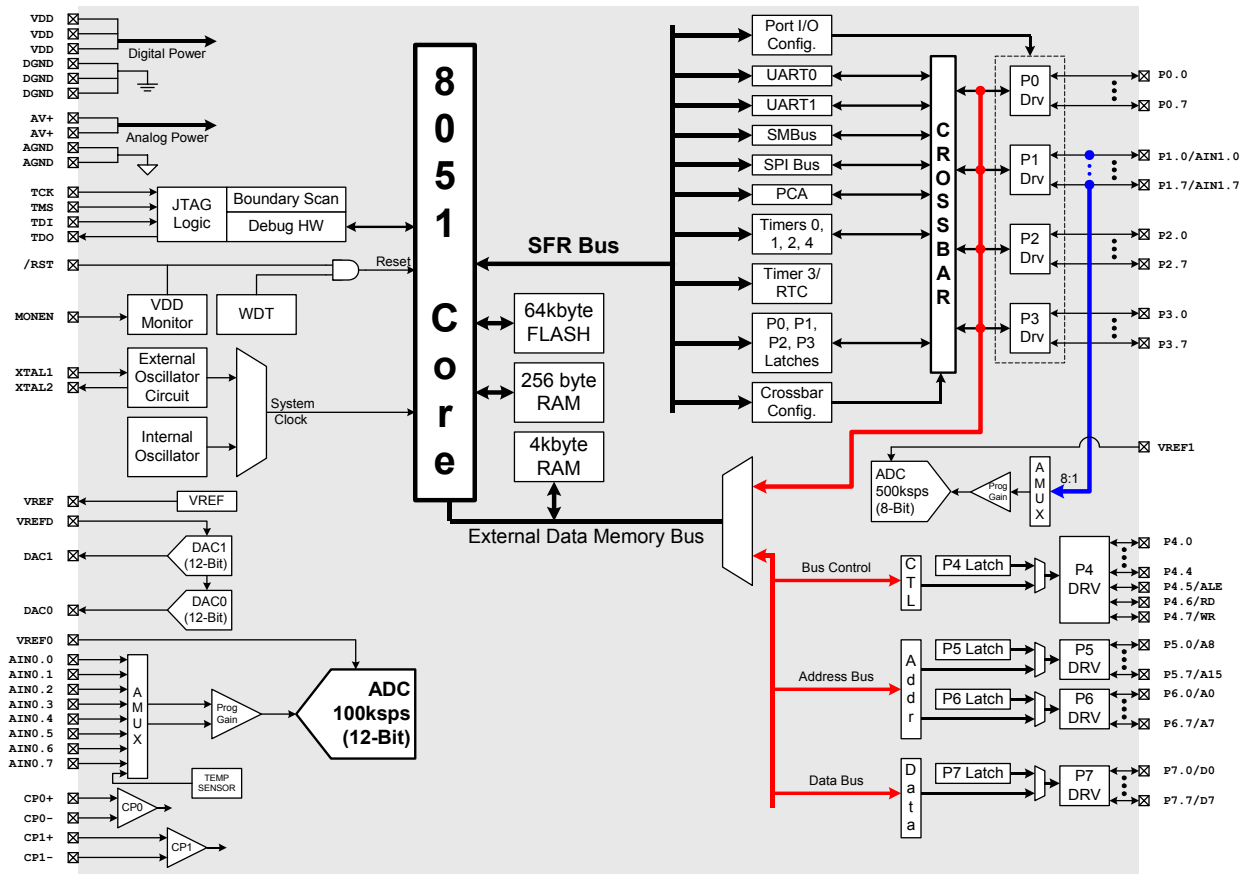 VDD
VDD
VDD
Digital Power
DGND
DGND
DGND
AV+
AV+
Analog Power
AGND
AGND
TCK
TMS
TDI
TDO
JTAG
Logic
Boundary Scan
Debug HW
/RST
Reset
MONEN
VDD
Monitor
WDT
XTAL1
XTAL2
External
Oscillator
Circuit
Internal
Oscillator
System
Clock
VREF
VREF
VREFD
DAC1
DAC1
(12-Bit)
DAC0
DAC0
(12-Bit)
VREF0
AIN0.0
AIN0.1
AIN0.2
AIN0.3
AIN0.4
AIN0.5
AIN0.6
AIN0.7
AMUX
Prog
Gain
ADC
100ksps
(12-Bit)
TEMP
SENSOR
CP0+
CP0-
CP0
CP1+
CP1-
CP1
8051 Core
SFR Bus
64kbyte
FLASH
256 byte
RAM
4kbyte
RAM
External Data Memory Bus
Port I/O
Config.
UART0
UART1
SMBus
SPI Bus
PCA
Timers 0,
1, 2, 4
Timer 3/
RTC
P0, P1,
P2, P3
Latches
Crossbar
Config.
CROSSBAR
P0
Drv
P1
Drv
P2
Drv
P3
Drv
P0.0
P0.7
P1.0/AIN1.0
P1.7/AIN1.7
P2.0
P2.7
P3.0
P3.7
VREF1
ADC
500ksps
(8-Bit)
Prog
Gain
AMUX
8:1
Bus Control
CTL
P4 Latch
P4
DRV
P4.0
P4.4
P4.5/ALE
P4.6/RD
P4.7/WR
Address Bus
Addr
P5 Latch
P5
DRV
P5.0/A8
P5.7/A15
P6 Latch
P6
DRV
P6.0/A0
P6.7/A7
Data Bus
Data
P7 Latch
P7
DRV
P7.0/D0
P7.7/D7